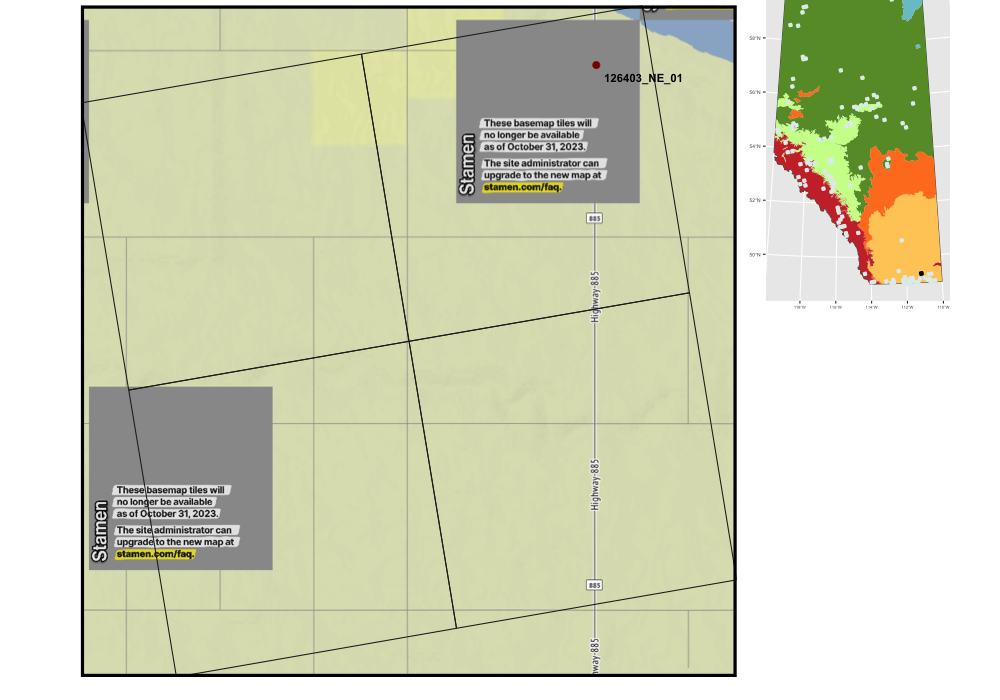 126403_NE_01
These basemap tiles will
no longer be available
as of October 31, 2023.
The site administrator can
upgrade to the new map at
stamen.com/faq.
Stamen
885
Highway 885
These basemap tiles will
no longer be available
as of October 31, 2023.
The site administrator can
upgrade to the new map at
stamen.com/faq.
Stamen
Highway 885
885
way 885
58°N
56°N
54°N
52°N
50°N
118°W
116°W
114°W
112°W
110°W